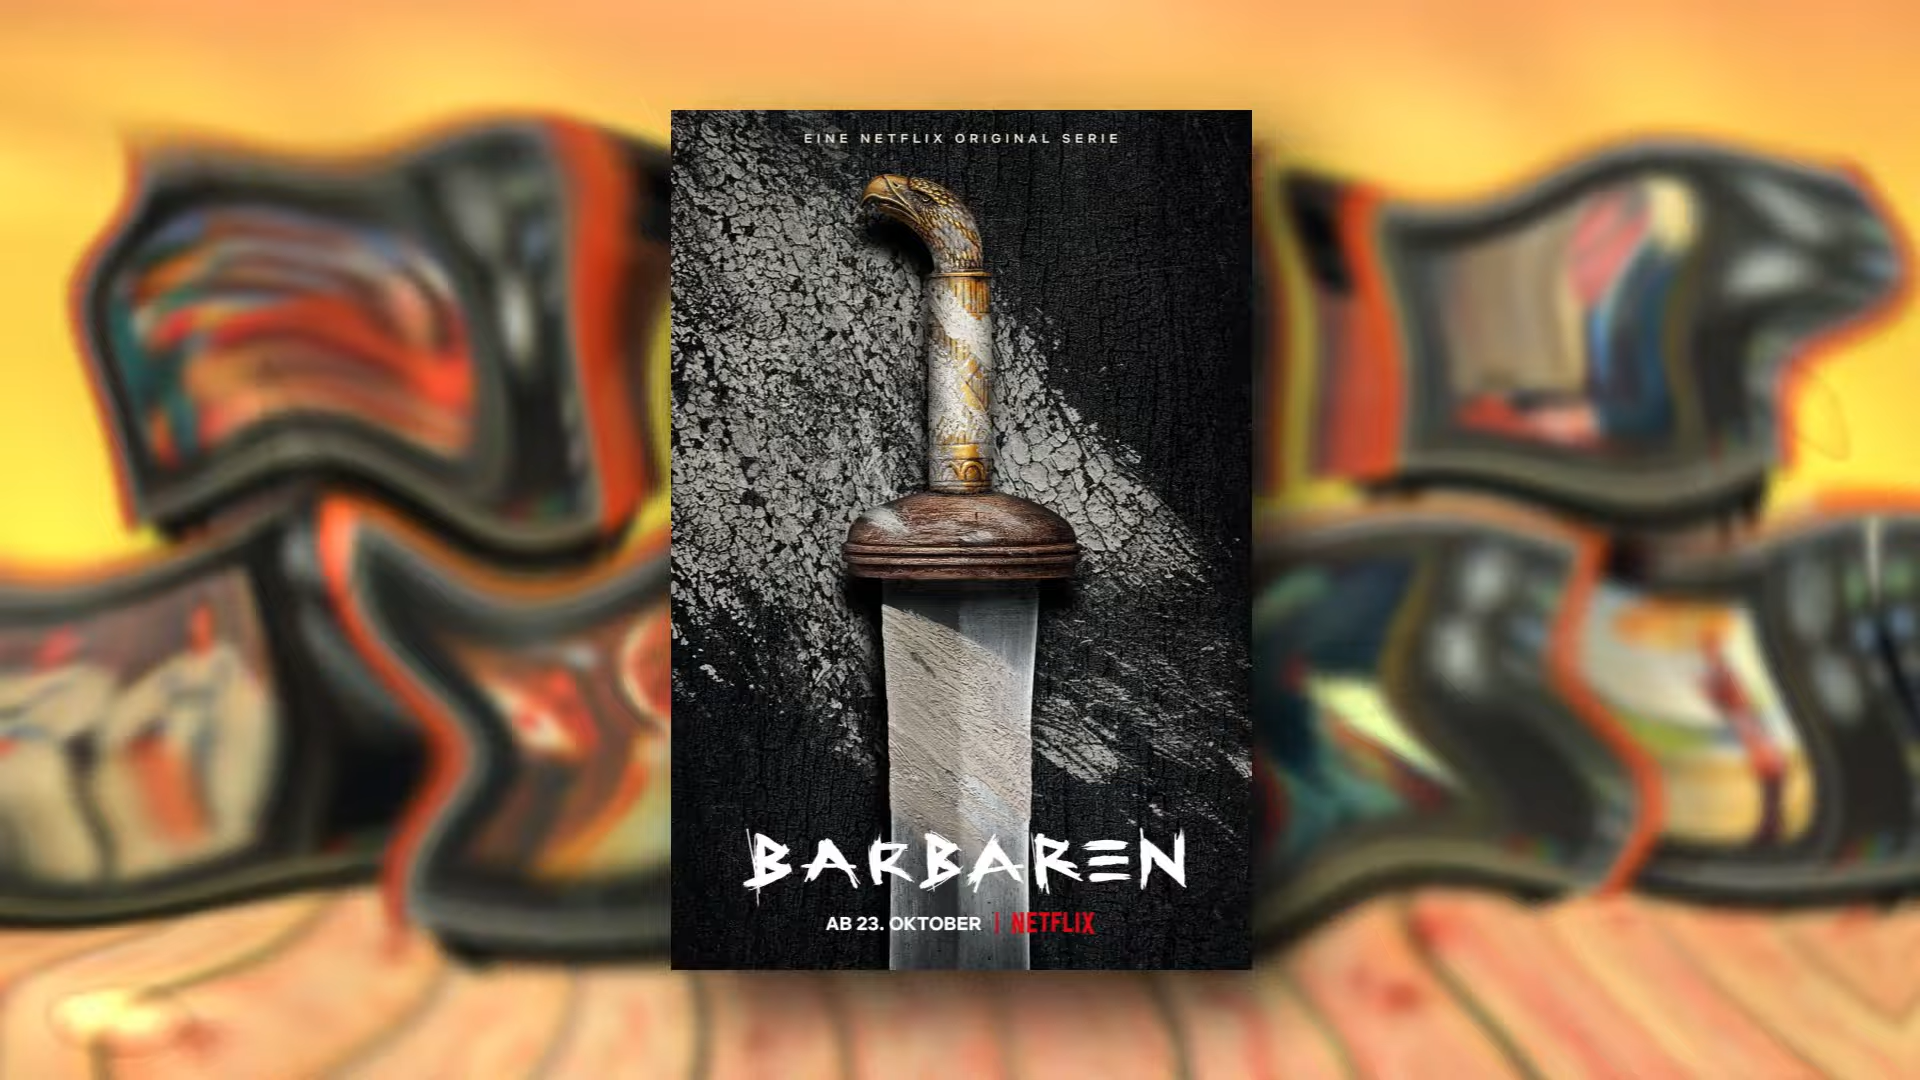 EINE NETFLIX ORIGINAL SERIE
BARBAREN
AB 23. OKTOBER | NETFLIX